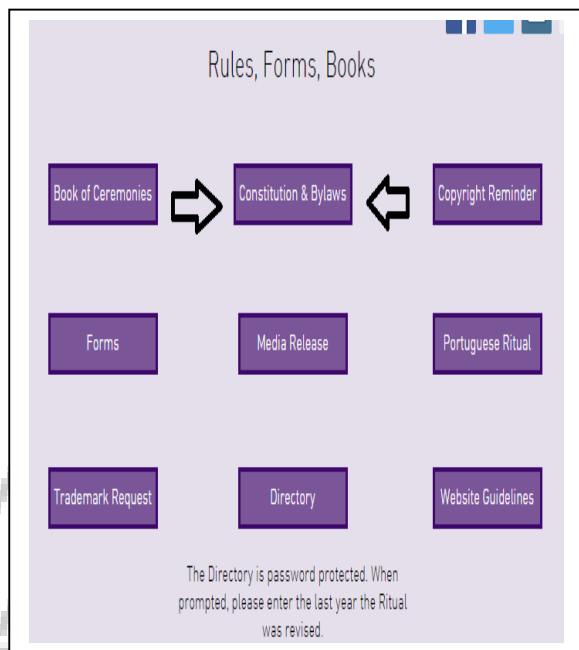 Rules, Forms, Books
Book of Ceremonies
Constitution & Bylaws
Copyright Reminder
Forms
Media Release
Portuguese Ritual
Trademark Request
Directory
Website Guidelines
The Directory is password protected. When
prompted, please enter the last year the Ritual
was revised.